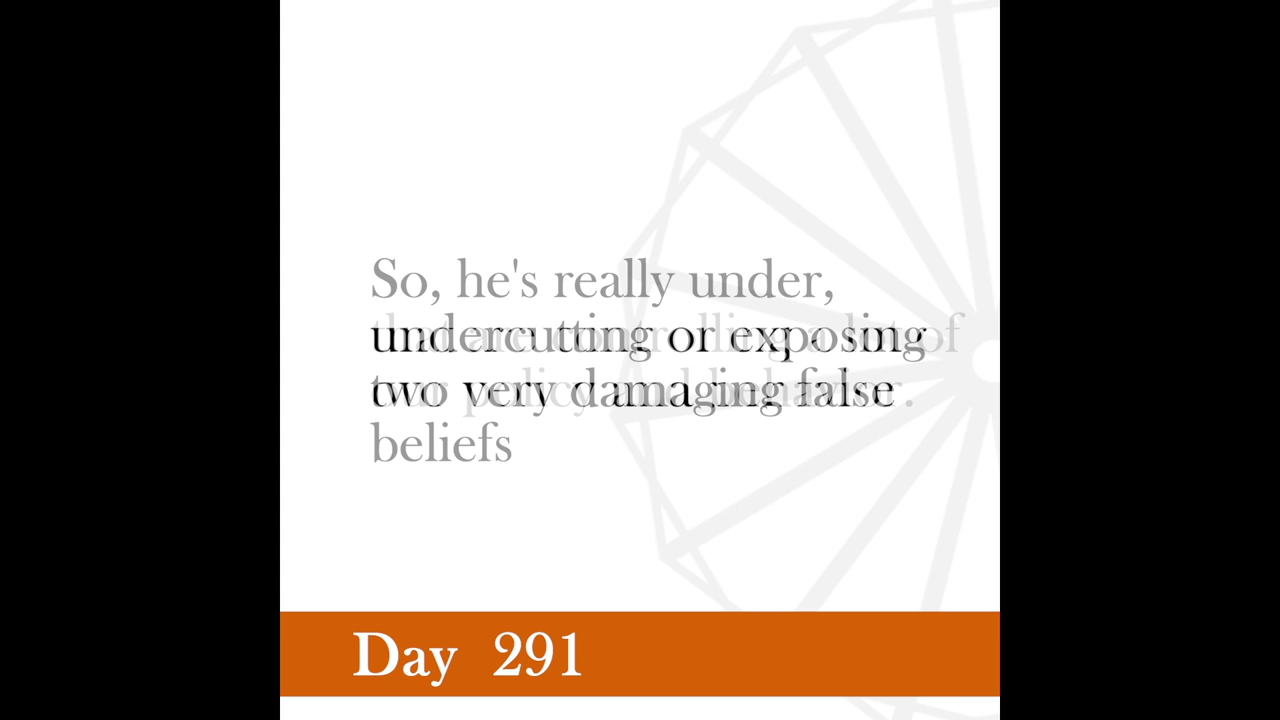 So, he's really under,
undercutting or exposing
two very damaging false
beliefs
Day 291